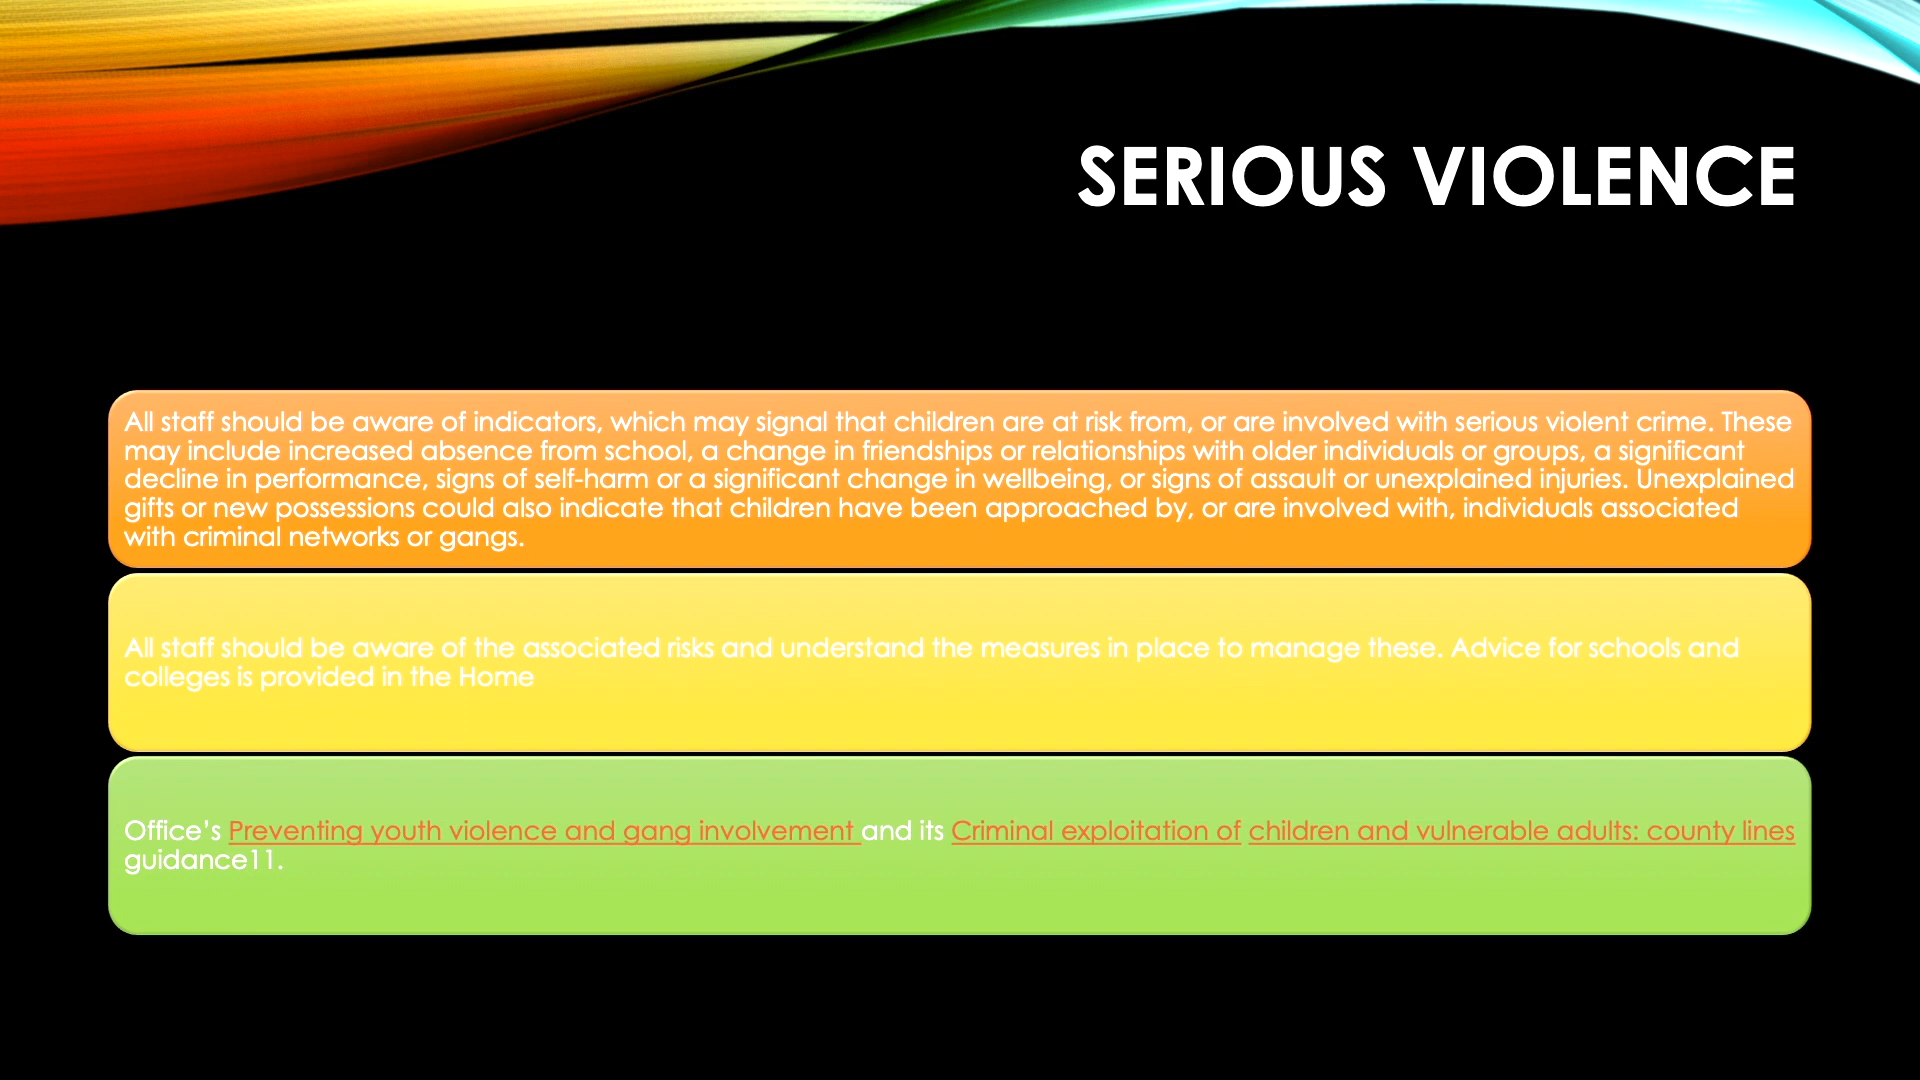 SERIOUS VIOLENCE
All staff should be aware of indicators, which may signal that children are at risk from, or are involved with serious violent crime. These
may include increased absence from school, a change in friendships or relationships with older individuals or groups, a significant
decline in performance, signs of self-harm or a significant change in wellbeing, or signs of assault or unexplained injuries. Unexplained
gifts or new possessions could also indicate that children have been approached by, or are involved with, individuals associated
with criminal networks or gangs.
All staff should be aware of the associated risks and understand the measures in place to manage these. Advice for schools and
colleges is provided in the Home
Office’s Preventing youth violence and gang involvement and its Criminal exploitation of children and vulnerable adults: county lines
guidance11.